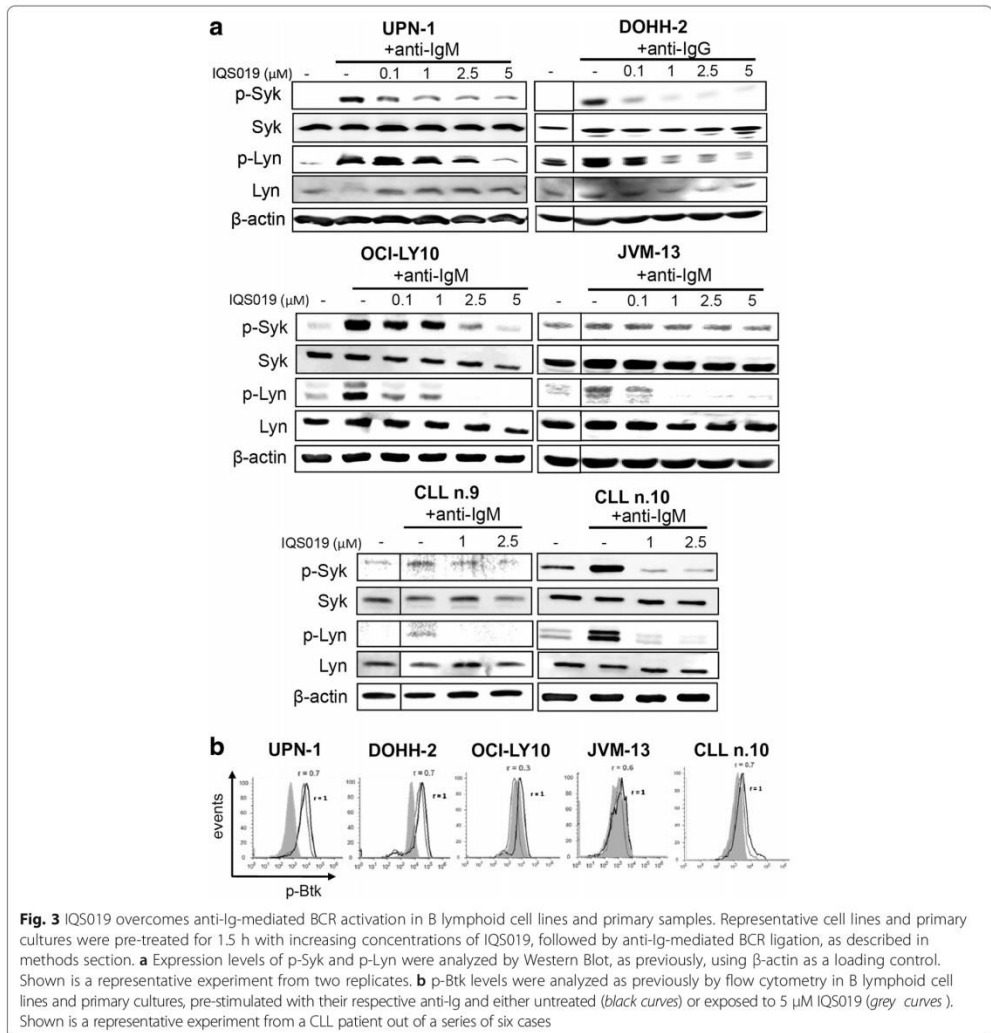 a
UPN-1 DOHH-2
+anti-IgM +anti-IgG
IQS019 (µM) - - 0.1 1 2.5 5 - - 0.1 1 2.5 5
p-Syk
Syk
p-Lyn
Lyn
β-actin
OCI-LY10 JVM-13
+anti-IgM +anti-IgM
IQS019 (µM) - - 0.1 1 2.5 5 - - 0.1 1 2.5 5
p-Syk
Syk
p-Lyn
Lyn
β-actin
CLL n.9 CLL n.10
+anti-IgM +anti-IgM
IQS019 (µM) - - 1 2.5 - - 1 2.5
p-Syk
Syk
p-Lyn
Lyn
β-actin
b
UPN-1 DOHH-2 OCI-LY10 JVM-13 CLL n.10
r = 0.7 r = 0.7 r = 0.3 r = 0.6 r = 0.7
r = 1 r = 1 r = 1 r = 1 r = 1
events
p-Btk
Fig. 3 IQS019 overcomes anti-Ig-mediated BCR activation in B lymphoid cell lines and primary samples. Representative cell lines and primary
cultures were pre-treated for 1.5 h with increasing concentrations of IQS019, followed by anti-Ig-mediated BCR ligation, as described in
methods section. a Expression levels of p-Syk and p-Lyn were analyzed by Western Blot, as previously, using β-actin as a loading control.
Shown is a representative experiment from two replicates. b p-Btk levels were analyzed as previously by flow cytometry in B lymphoid cell
lines and primary cultures, pre-stimulated with their respective anti-Ig and either untreated (black curves) or exposed to 5 µM IQS019 (grey curves ).
Shown is a representative experiment from a CLL patient out of a series of six cases